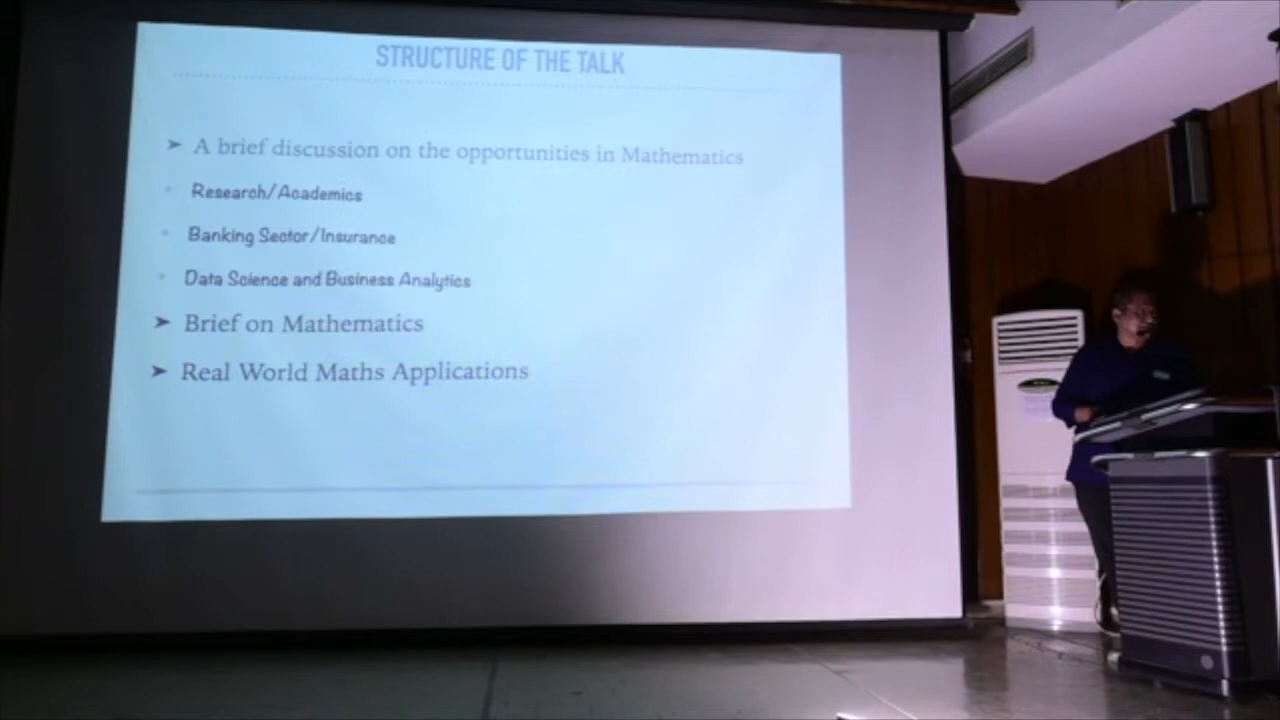 STRUCTURE OF THE TALK
➤ A brief discussion on the opportunities in Mathematics
• Research/Academics
• Banking Sector/Insurance
• Data Science and Business Analytics
➤ Brief on Mathematics
➤ Real World Maths Applications